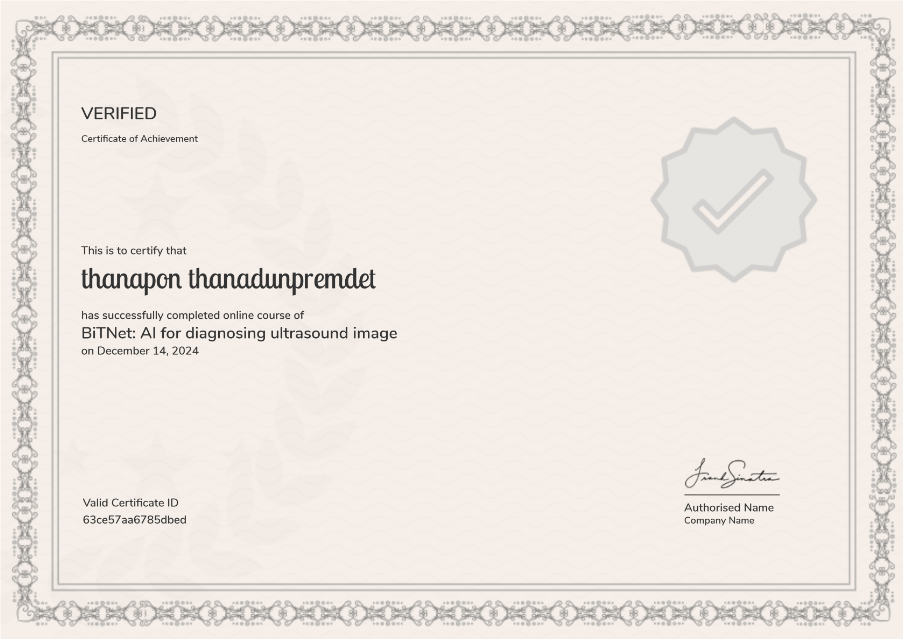 VERIFIED
Certificate of Achievement
This is to certify that
thanapon thanadunpremdet
has successfully completed online course of
BiTNet: AI for diagnosing ultrasound image
on December 14, 2024
Valid Certificate ID
63ce57aa6785dbed
Frank Sinatra
Authorised Name
Company Name